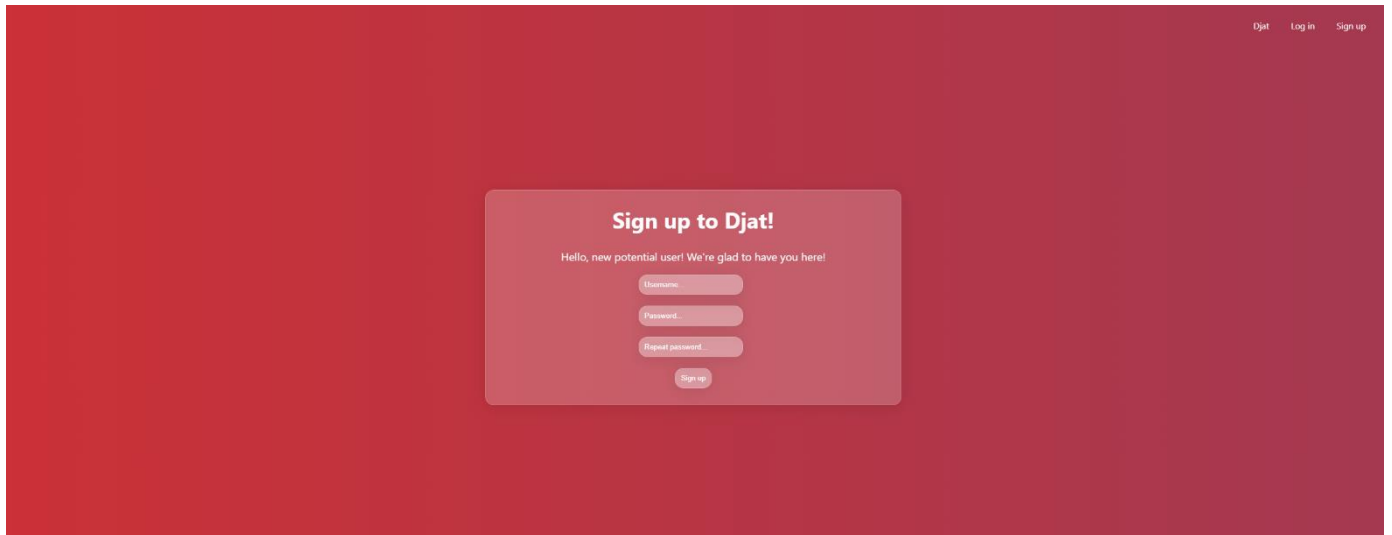 Djat Log in Sign up
Sign up to Djat!
Hello, new potential user! We're glad to have you here!
Username...
Password...
Repeat password...
Sign up